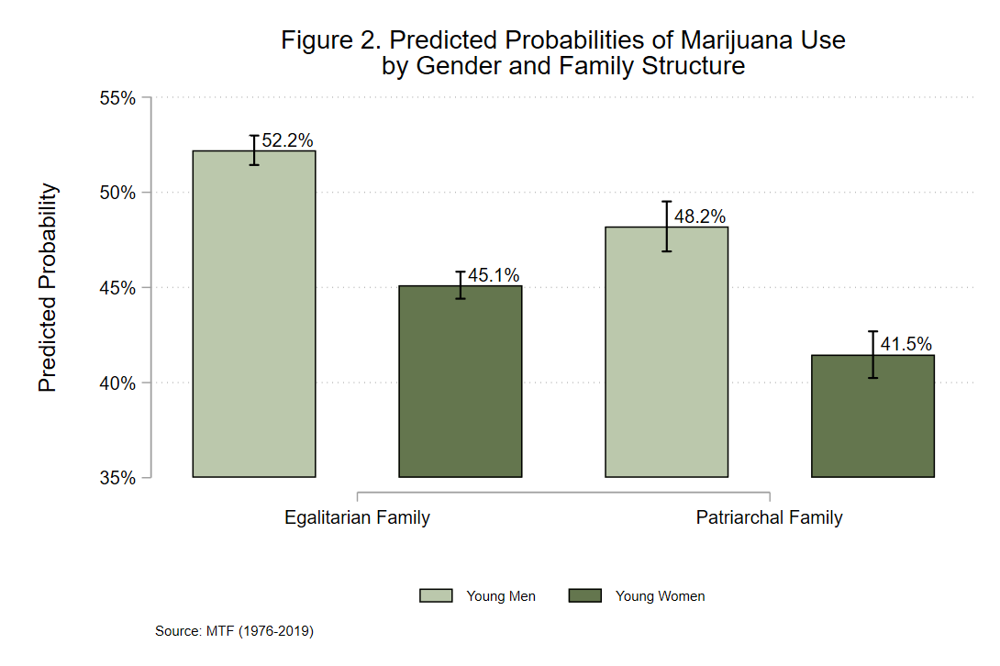 Figure 2. Predicted Probabilities of Marijuana Use
by Gender and Family Structure
Predicted Probability
55%
50%
45%
40%
35%
52.2%
45.1%
48.2%
41.5%
Egalitarian Family
Patriarchal Family
Young Men
Young Women
Source: MTF (1976-2019)